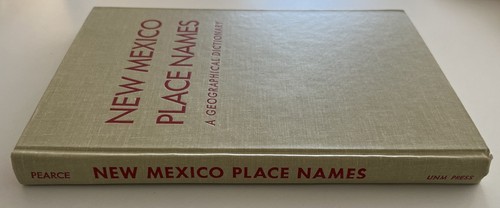 NEW MEXICO
PLACE NAMES
A GEOGRAPHICAL DICTIONARY
PEARCE NEW MEXICO PLACE NAMES UNM PRESS